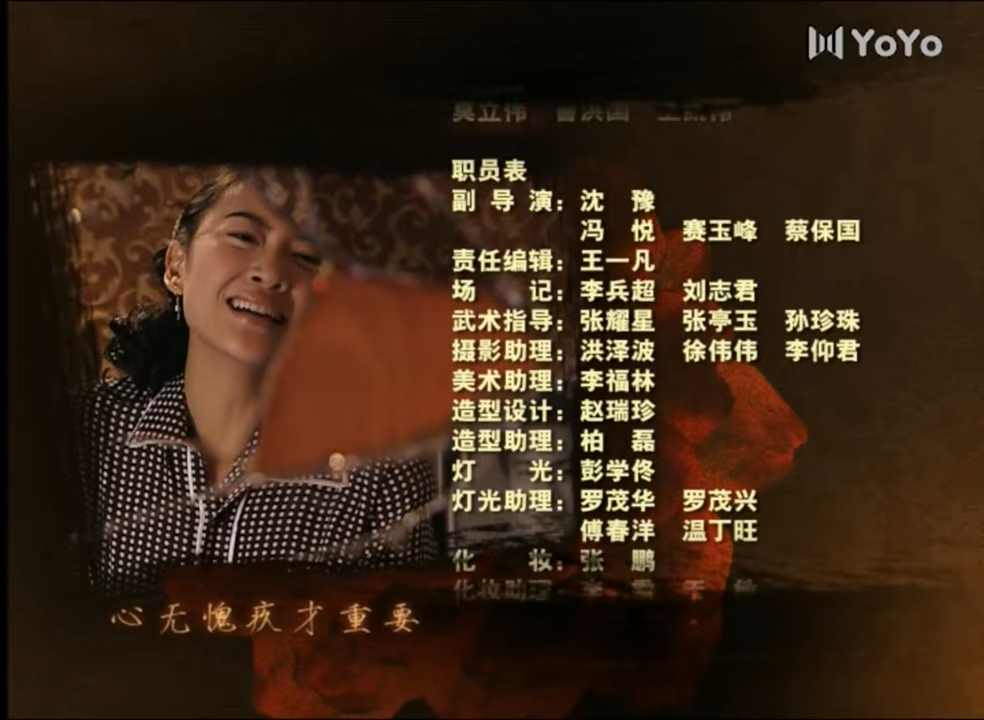 YoYo
职员表
副 导 演：沈　豫
冯　悦　赛玉峰　蔡保国
责任编辑：王一凡
场　　记：李兵超　刘志君
武术指导：张耀星　张亭玉　孙珍珠
摄影助理：洪泽波　徐伟伟　李仰君
美术助理：李福林
造型设计：赵瑞珍
造型助理：柏　磊
灯　　光：彭学佟
灯光助理：罗茂华　罗茂兴
傅春洋　温丁旺
化　　妆：张　鹏
化妆助理：
心无愧疚才重要